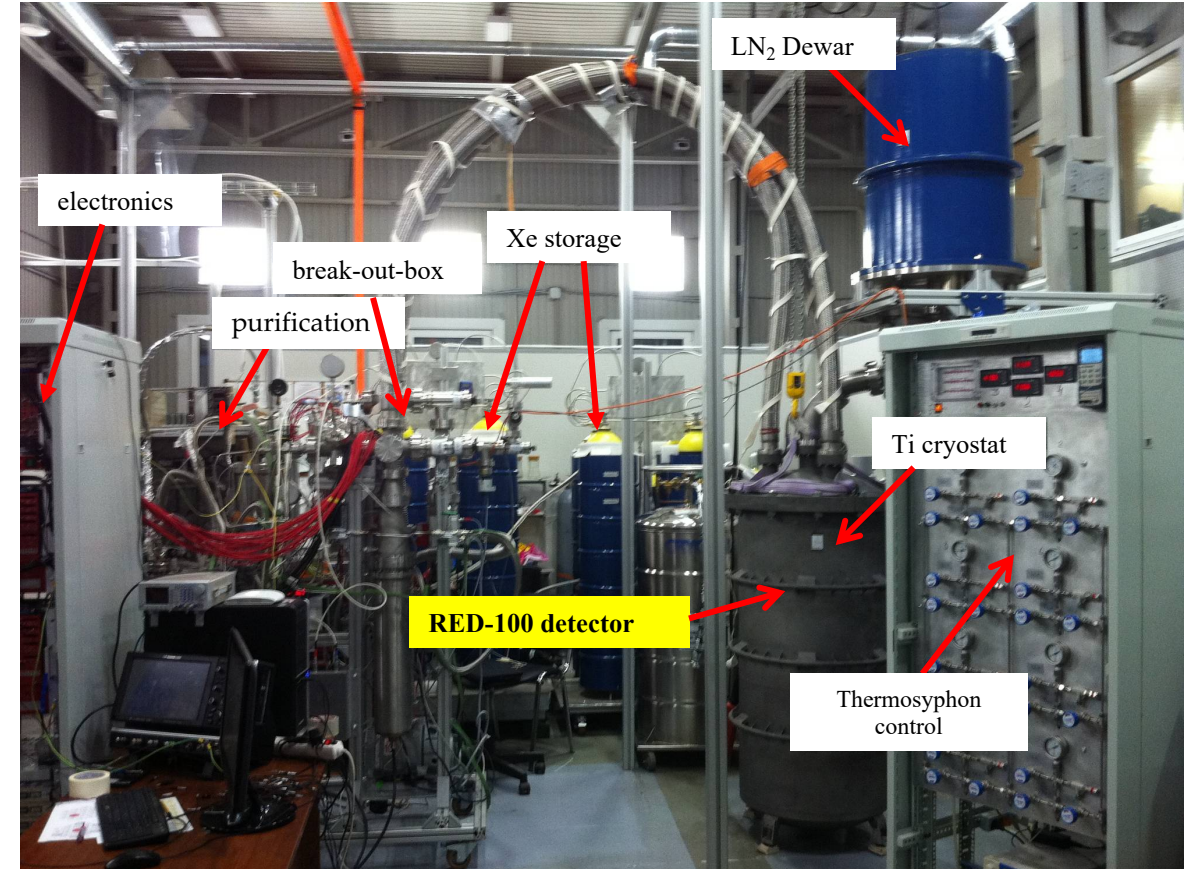 LN₂ Dewar
electronics
Xe storage
break-out-box
purification
Ti cryostat
RED-100 detector
Thermosyphon
control